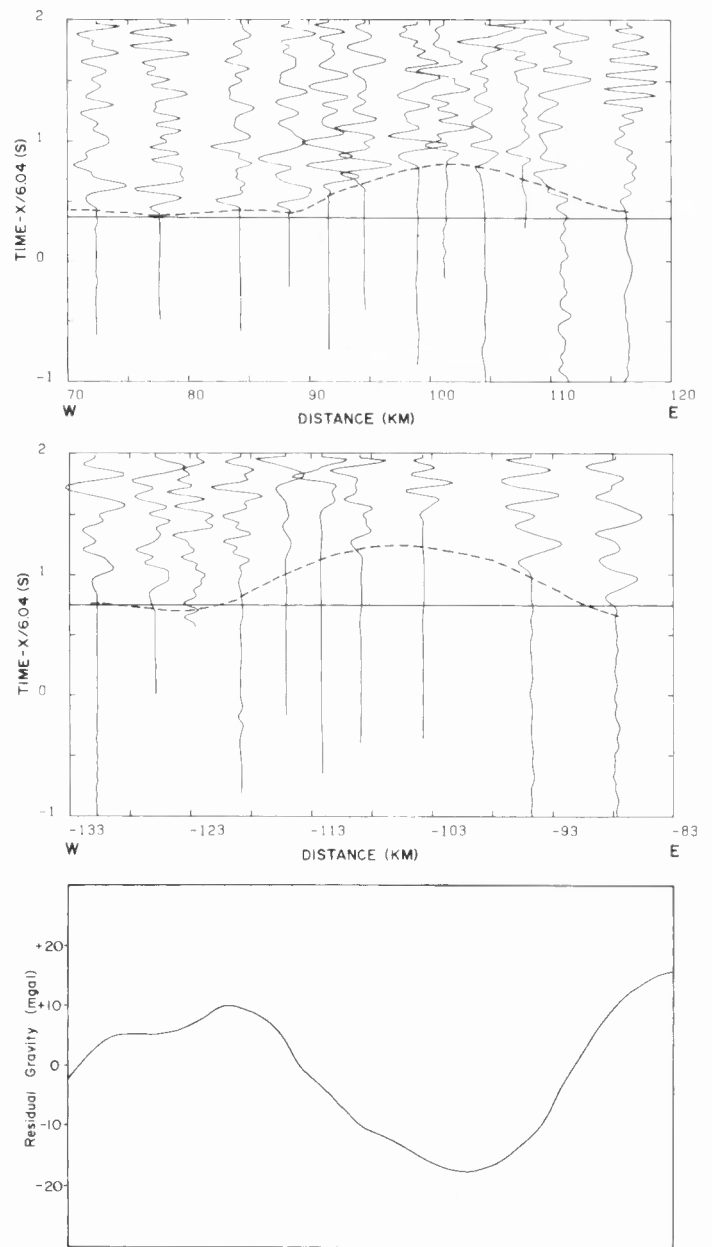 2
1
0
-1
TIME-X/6.04 (S)
70 80 90 100 110 120
W E
DISTANCE (KM)
2
1
0
-1
TIME-X/6.04 (S)
-133 -123 -113 -103 -93 -83
W E
DISTANCE (KM)
+20
+10
0
-10
-20
Residual Gravity (mgal)